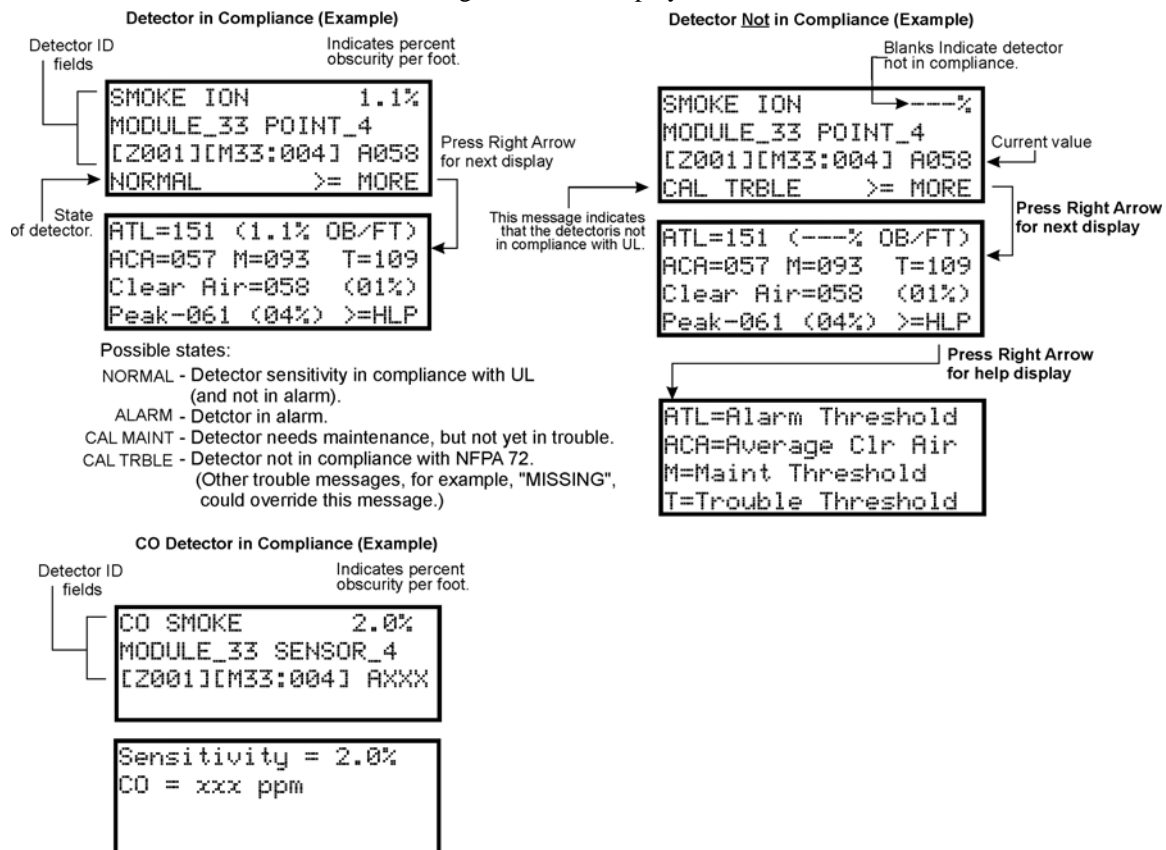 Detector in Compliance (Example)
Detector ID
fields
Indicates percent
obscurity per foot.
SMOKE ION 1.1%
MODULE_33 POINT_4
[Z001][M33:004] A058
NORMAL >= MORE
Press Right Arrow
for next display
State
of detector.
ATL=151 (1.1% OB/FT)
ACA=057 M=093 T=109
Clear Air=058 (01%)
Peak-061 (04%) >=HLP
Possible states:
NORMAL - Detector sensitivity in compliance with UL
(and not in alarm).
ALARM - Detctor in alarm.
CAL MAINT - Detector needs maintenance, but not yet in trouble.
CAL TRBLE - Detector not in compliance with NFPA 72.
(Other trouble messages, for example, "MISSING",
could override this message.)
Detector Not in Compliance (Example)
Blanks Indicate detector
not in compliance.
SMOKE ION ---%
MODULE_33 POINT_4
[Z001][M33:004] A058
CAL TRBLE >= MORE
Current value
This message indicates
that the detectoris not
in compliance with UL.
Press Right Arrow
for next display
ATL=151 (---% OB/FT)
ACA=057 M=093 T=109
Clear Air=058 (01%)
Peak-061 (04%) >=HLP
Press Right Arrow
for help display
ATL=Alarm Threshold
ACA=Average Clr Air
M=Maint Threshold
T=Trouble Threshold
CO Detector in Compliance (Example)
Detector ID
fields
Indicates percent
obscurity per foot.
CO SMOKE 2.0%
MODULE_33 SENSOR_4
[Z001][M33:004] AXXX
Sensitivity = 2.0%
CO = xxx ppm